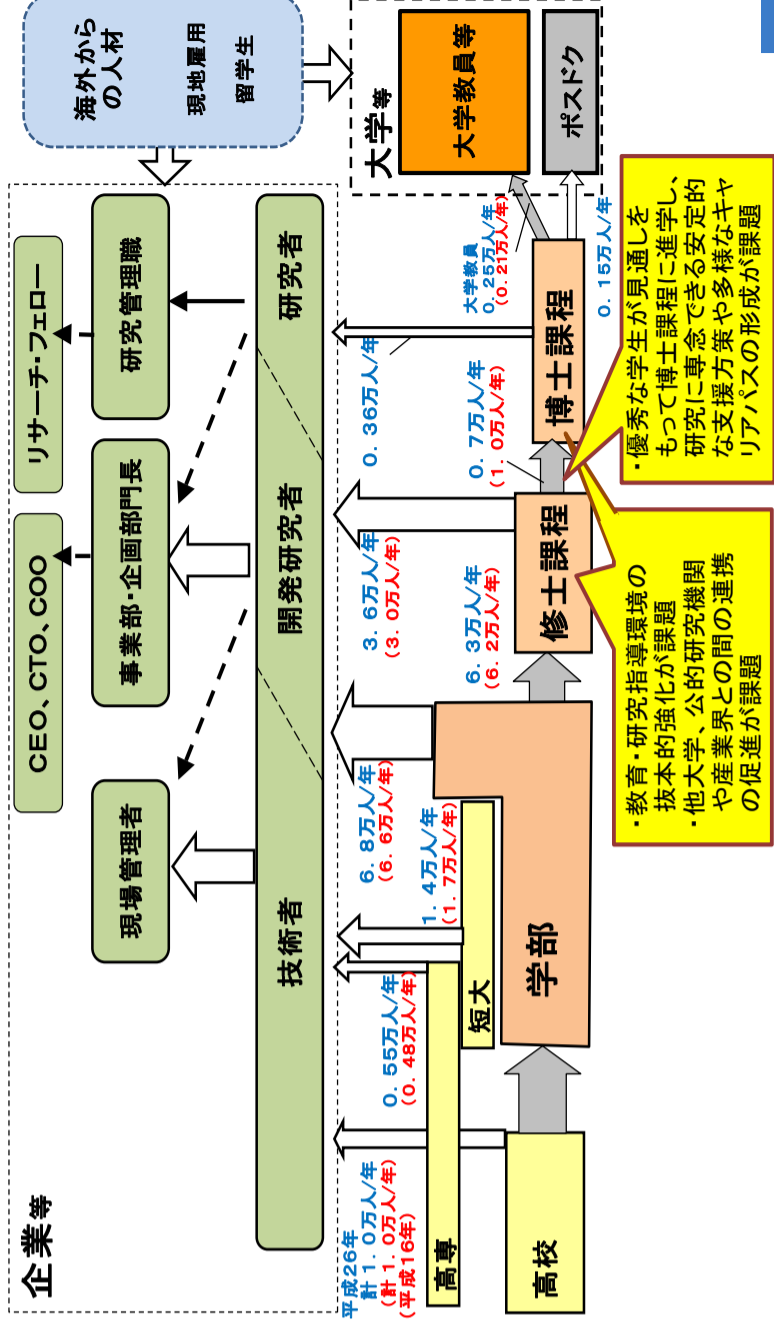 企業等
CEO、CTO、COO
リサーチ・フェロー
現場管理者
事業部・企画部門長
研究管理職
技術者
開発研究者
研究者
海外から
の人材
現地雇用
留学生
平成26年
計1.0万人/年
(計1.0万人/年)
(平成16年)
0.55万人/年
(0.48万人/年)
1.4万人/年
(1.7万人/年)
6.8万人/年
(6.6万人/年)
3.6万人/年
(3.0万人/年)
0.36万人/年
6.3万人/年
(6.2万人/年)
0.7万人/年
(1.0万人/年)
大学教員
0.25万人/年
(0.21万人/年)
0.15万人/年
高校
高専
短大
学部
修士課程
博士課程
大学等
大学教員等
ポスドク
・教育・研究指導環境の
抜本的強化が課題
・他大学、公的研究機関
や産業界との間の連携
の促進が課題
・優秀な学生が見通しを
もって博士課程に進学し、
研究に専念できる安定的
な支援方策や多様なキャ
リアパスの形成が課題